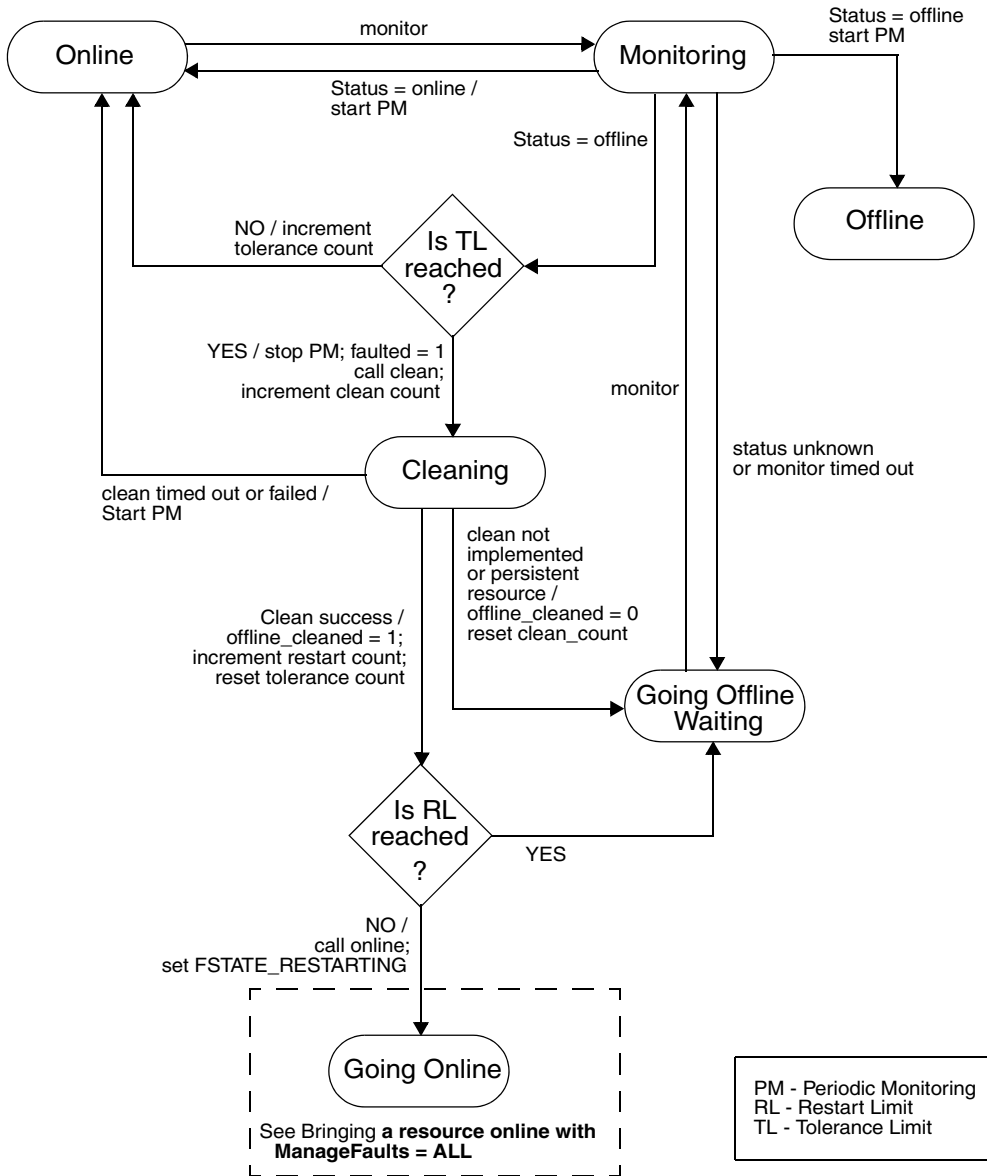 Online
monitor
Monitoring
Status = offline
start PM
Status = online /
start PM
Status = offline
Offline
NO / increment
tolerance count
Is TL
reached
?
YES / stop PM; faulted = 1
call clean;
increment clean count
monitor
status unknown
or monitor timed out
Cleaning
clean timed out or failed /
Start PM
clean not
implemented
or persistent
resource /
offline_cleaned = 0
reset clean_count
Clean success /
offline_cleaned = 1;
increment restart count;
reset tolerance count
Going Offline
Waiting
Is RL
reached
?
YES
NO /
call online;
set FSTATE_RESTARTING
Going Online
See Bringing a resource online with
ManageFaults = ALL
PM - Periodic Monitoring
RL - Restart Limit
TL - Tolerance Limit